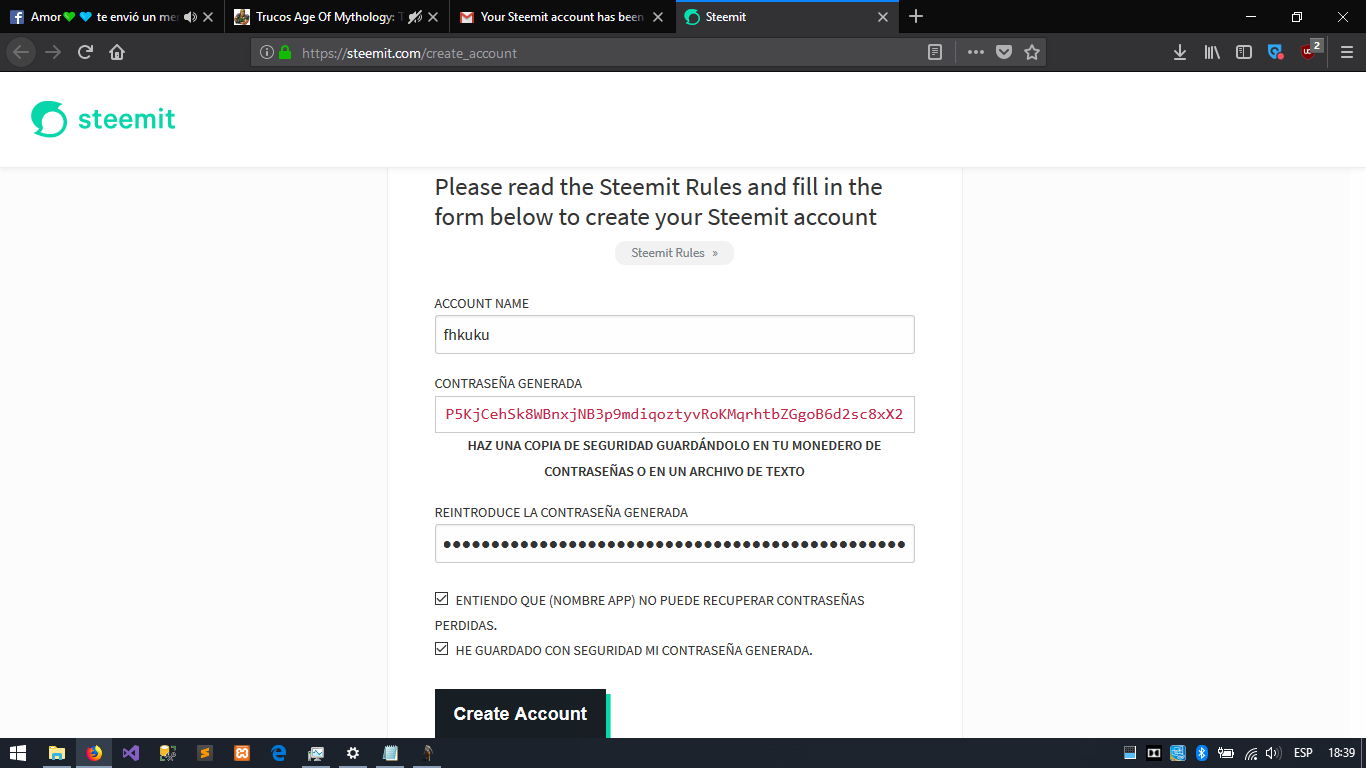 Amor💚💙 te envió un men
Trucos Age Of Mythology: T
Your Steemit account has been
Steemit
https://steemit.com/create_account
2
steemit
Please read the Steemit Rules and fill in the
form below to create your Steemit account
Steemit Rules »
ACCOUNT NAME
fhkuku
CONTRASEÑA GENERADA
P5KjCehSk8WBnxjNB3p9mdiqoztyvRoKMqrhtbZGgoB6d2sc8xX2
HAZ UNA COPIA DE SEGURIDAD GUARDÁNDOLO EN TU MONEDERO DE
CONTRASEÑAS O EN UN ARCHIVO DE TEXTO
REINTRODUCE LA CONTRASEÑA GENERADA
ENTIENDO QUE (NOMBRE APP) NO PUEDE RECUPERAR CONTRASEÑAS
PERDIDAS.
HE GUARDADO CON SEGURIDAD MI CONTRASEÑA GENERADA.
Create Account
ESP
18:39